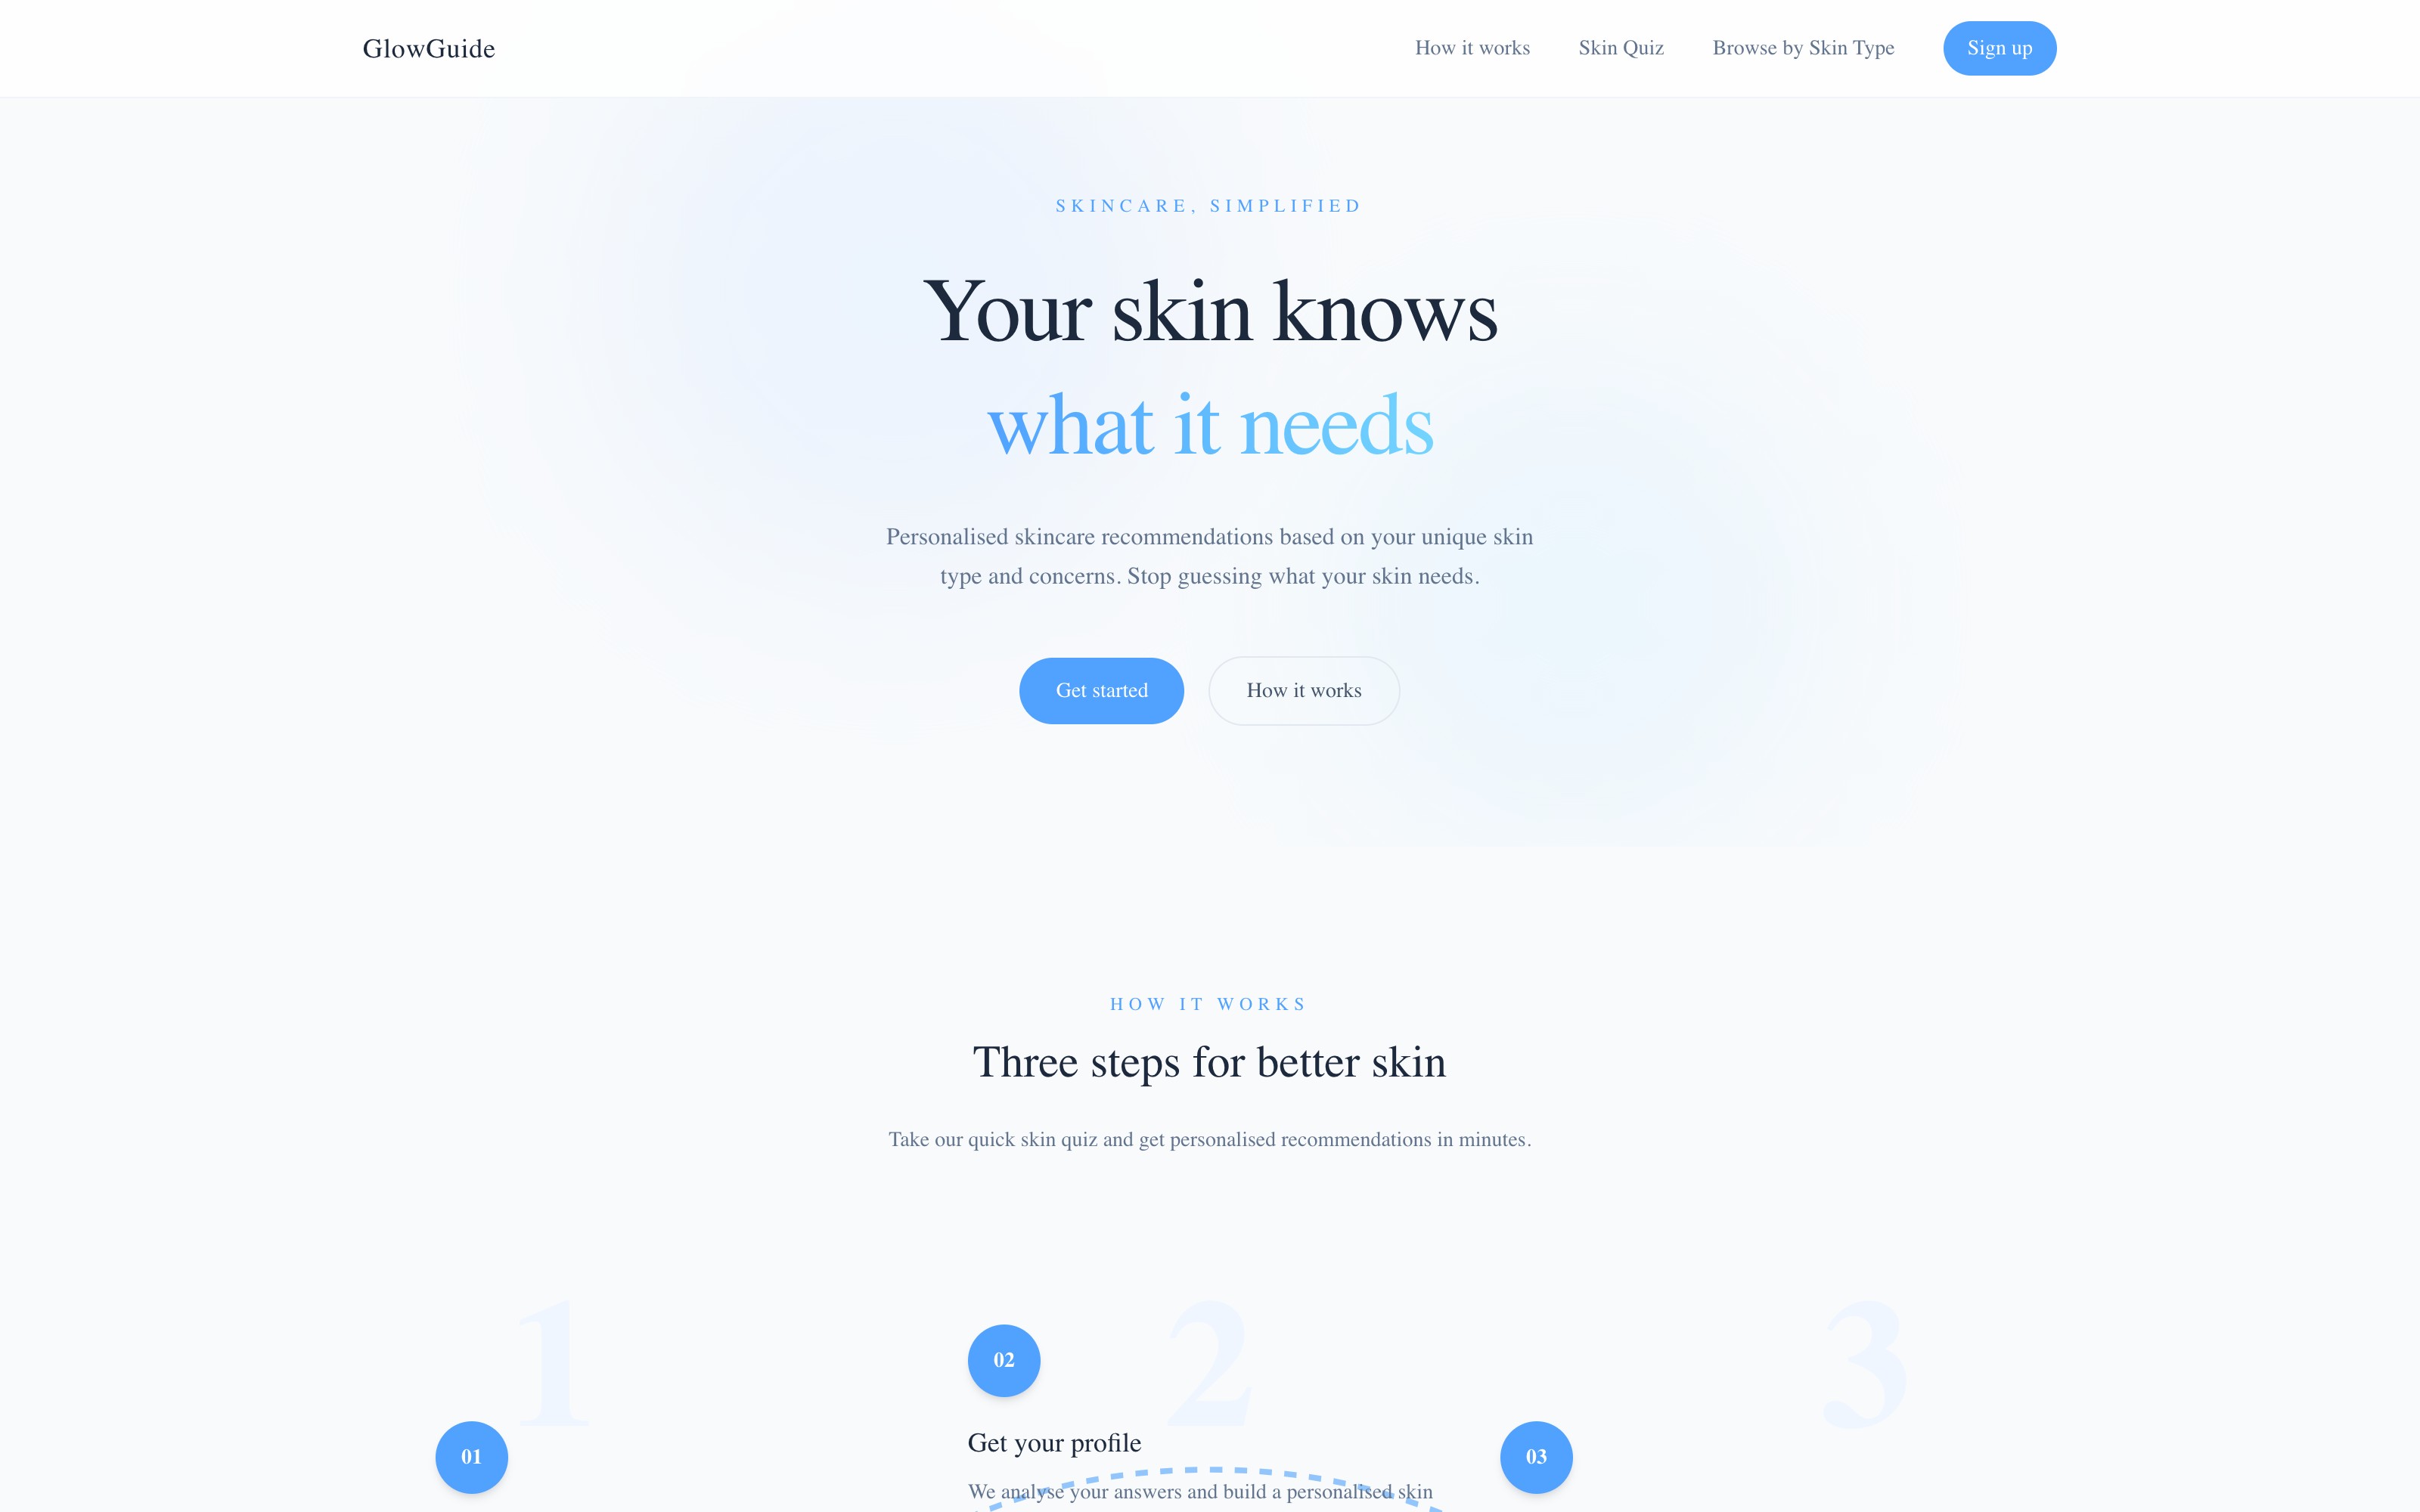 GlowGuide
How it works
Skin Quiz
Browse by Skin Type
Sign up
SKINCARE, SIMPLIFIED
Your skin knows
what it needs
Personalised skincare recommendations based on your unique skin
type and concerns. Stop guessing what your skin needs.
Get started
How it works
HOW IT WORKS
Three steps for better skin
Take our quick skin quiz and get personalised recommendations in minutes.
1
2
3
01
02
Get your profile
We analyse your answers and build a personalised skin
03